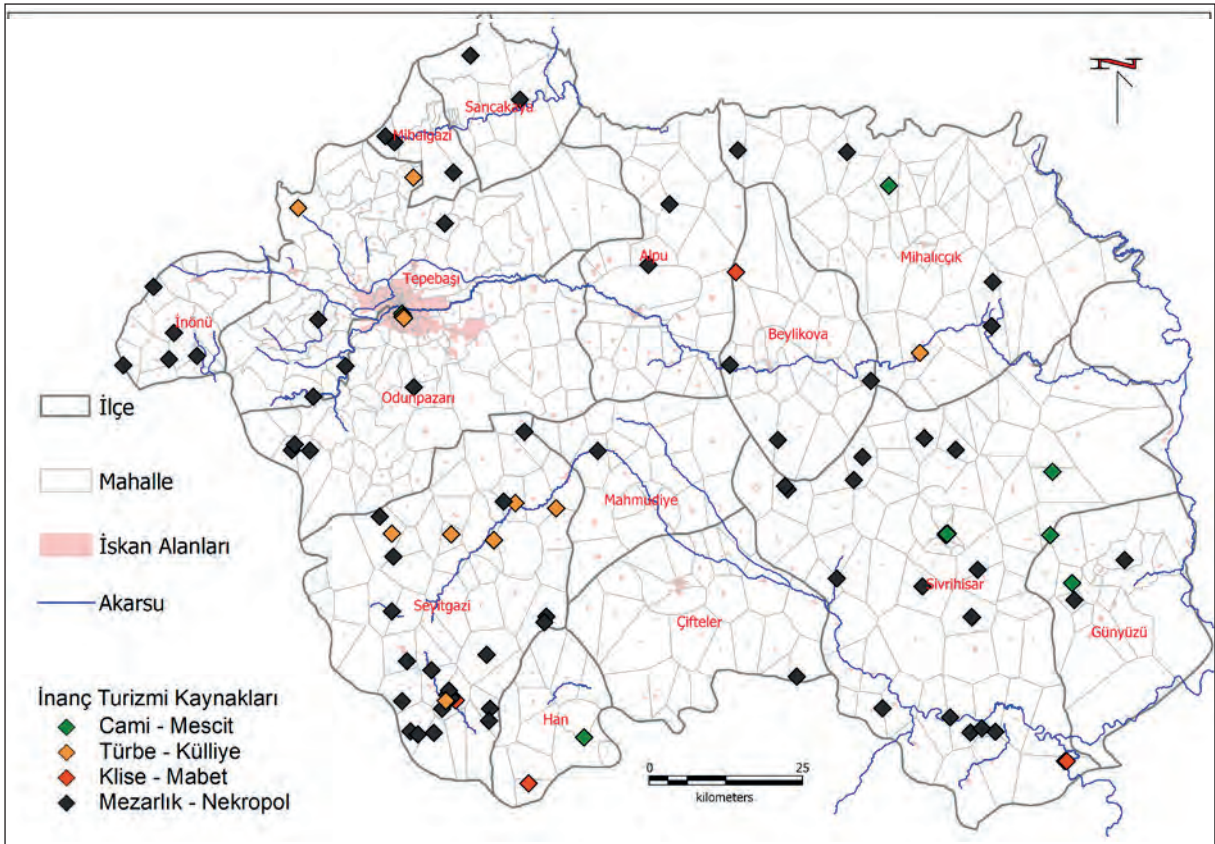 Sarıcakaya
Mihalgazi
Tepebaşı
Alpu
Mihalıççık
İnönü
Beylikova
Odunpazarı
Mahmudiye
Seyitgazi
Çifteler
Sivrihisar
Günyüzü
Han
İlçe
Mahalle
İskan Alanları
Akarsu
İnanç Turizmi Kaynakları
Cami - Mescit
Türbe - Külliye
Klise - Mabet
Mezarlık - Nekropol
0 25
kilometers
N